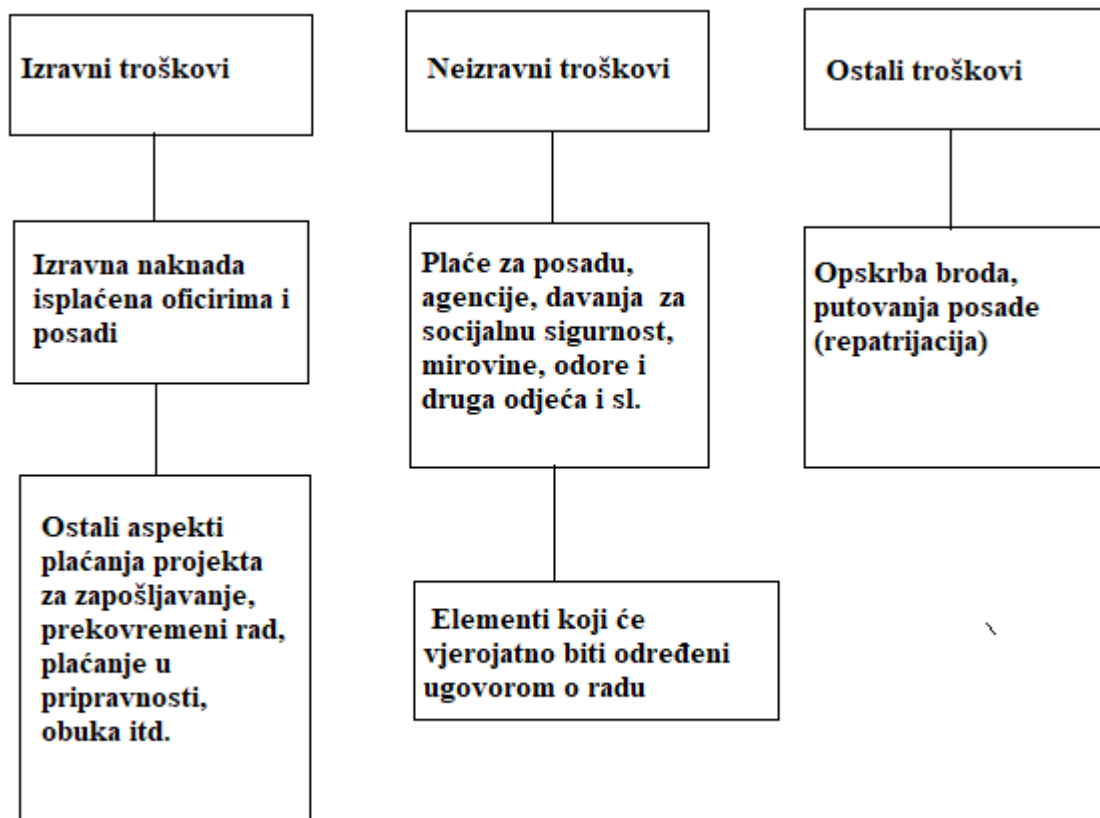 Izravni troškovi
Neizravni troškovi
Ostali troškovi
Izravna naknada
isplaćena oficirima i
posadi
Plaće za posadu,
agencije, davanja za
socijalnu sigurnost,
mirovine, odore i
druga odjeća i sl.
Opskrba broda,
putovanja posade
(repatrijacija)
Ostali aspekti
plaćanja projekta
za zapošljavanje,
prekovremeni rad,
plaćanje u
pripravnosti,
obuka itd.
Elementi koji će
vjerojatno biti određeni
ugovorom o radu